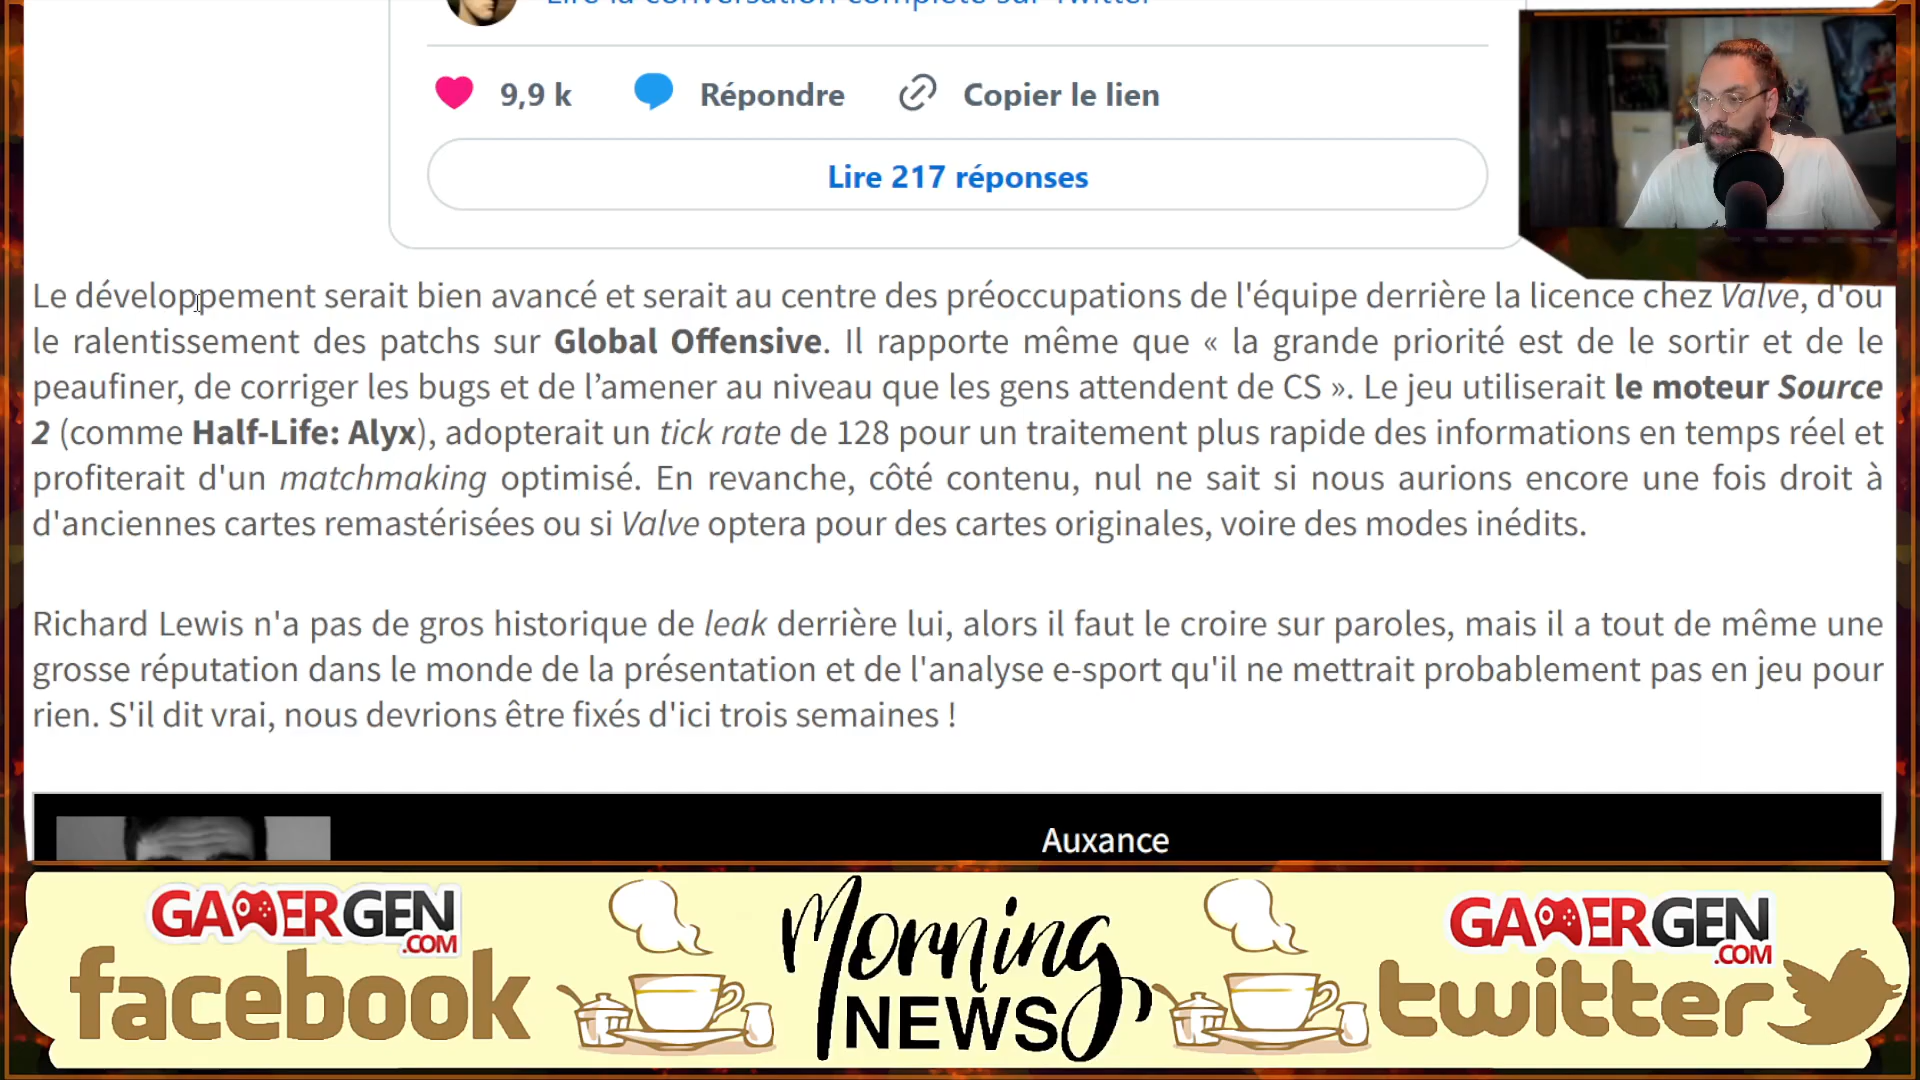 Lire la conversation complète sur Twitter
9,9 k Répondre Copier le lien
Lire 217 réponses
Le développement serait bien avancé et serait au centre des préoccupations de l'équipe derrière la licence chez Valve, d'où
le ralentissement des patchs sur Global Offensive. Il rapporte même que « la grande priorité est de le sortir et de le
peaufiner, de corriger les bugs et de l’amener au niveau que les gens attendent de CS ». Le jeu utiliserait le moteur Source
2 (comme Half-Life: Alyx), adopterait un tick rate de 128 pour un traitement plus rapide des informations en temps réel et
profiterait d'un matchmaking optimisé. En revanche, côté contenu, nul ne sait si nous aurions encore une fois droit à
d'anciennes cartes remastérisées ou si Valve optera pour des cartes originales, voire des modes inédits.
Richard Lewis n'a pas de gros historique de leak derrière lui, alors il faut le croire sur paroles, mais il a tout de même une
grosse réputation dans le monde de la présentation et de l'analyse e-sport qu'il ne mettrait probablement pas en jeu pour
rien. S'il dit vrai, nous devrions être fixés d'ici trois semaines !
Auxance
GAMERGEN
.COM
facebook
Morning
NEWS
GAMERGEN
.COM
twitter